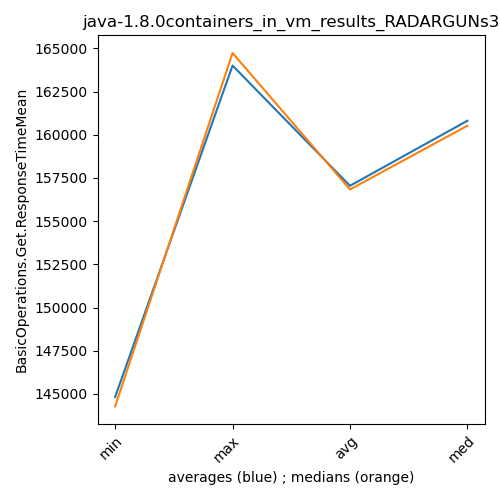 java-1.8.0containers_in_vm_results_RADARGUNs3
165000
162500
160000
157500
155000
152500
150000
147500
145000
BasicOperations.Get.ResponseTimeMean
min
max
avg
med
averages (blue) ; medians (orange)